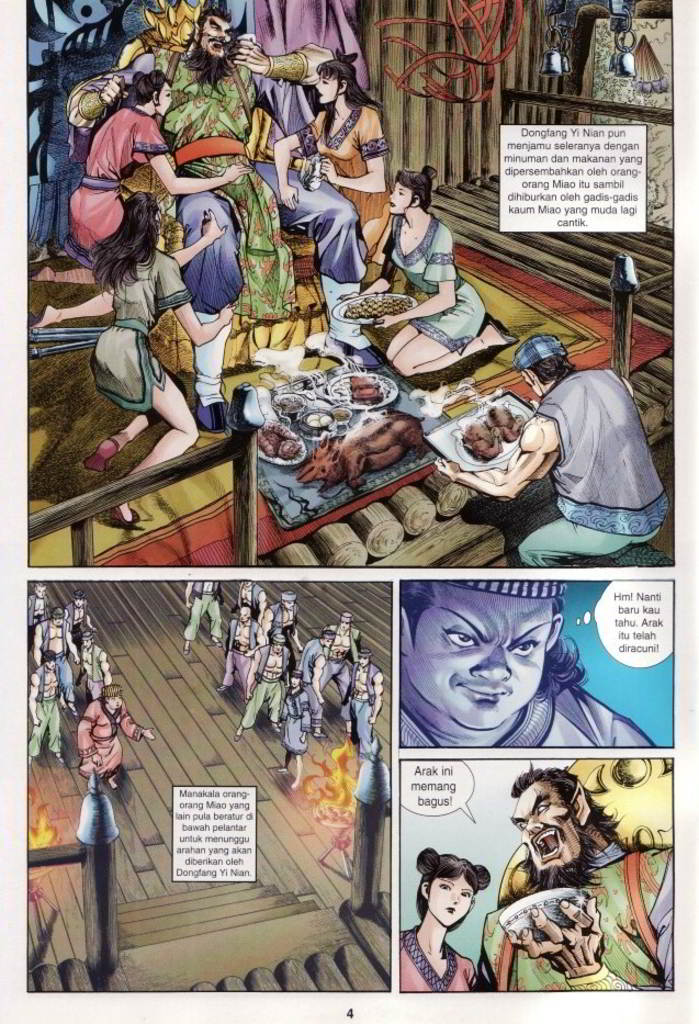 Dongfang Yi Nian pun
menjamu seleranya dengan
minuman dan makanan yang
dipersembahkan oleh orang-
orang Miao itu sambil
dihiburkan oleh gadis-gadis
kaum Miao yang muda lagi
cantik.
Manakala orang-
orang Miao yang
lain pula beratur di
bawah pelantar
untuk menunggu
arahan yang akan
diberikan oleh
Dongfang Yi Nian.
Hm! Nanti
baru kau
tahu. Arak
itu telah
diracuni!
Arak ini
memang
bagus!
4